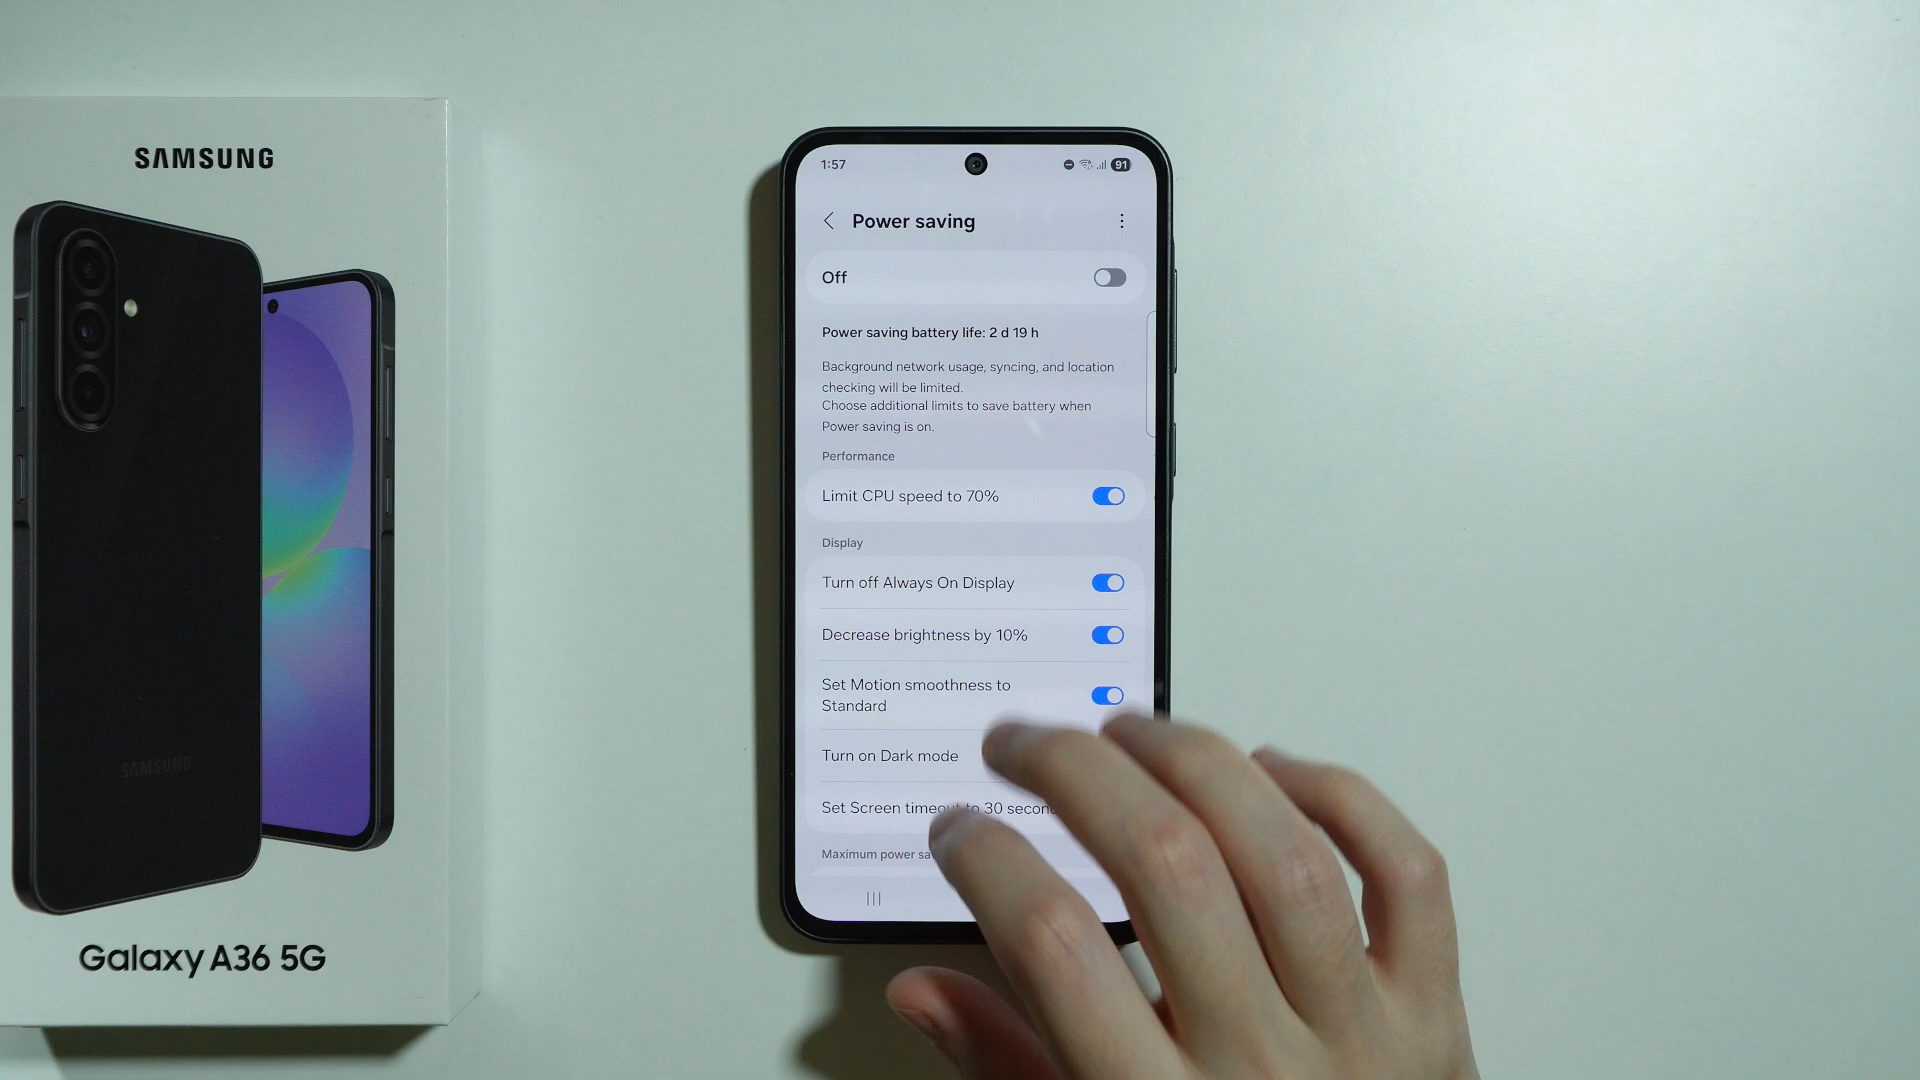 SAMSUNG
SAMSUNG
Galaxy A36 5G
1:57
91
Power saving
Off
Power saving battery life: 2 d 19 h
Background network usage, syncing, and location
checking will be limited.
Choose additional limits to save battery when
Power saving is on.
Performance
Limit CPU speed to 70%
Display
Turn off Always On Display
Decrease brightness by 10%
Set Motion smoothness to
Standard
Turn on Dark mode
Set Screen timeout to 30
Maximum power